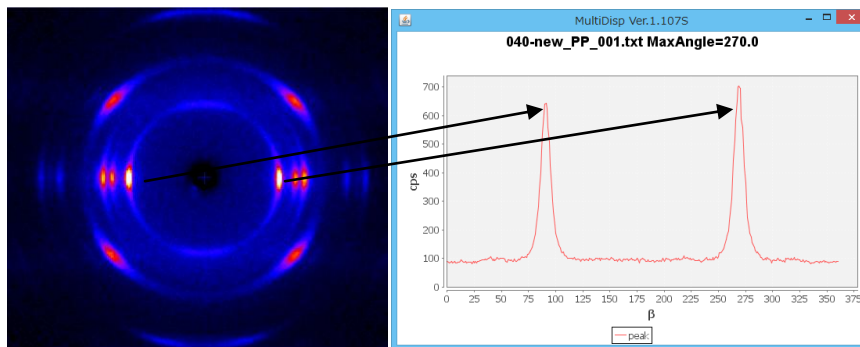 MultiDisp Ver.1.107S
040-new_PP_001.txt MaxAngle=270.0
700
600
500
400
300
200
100
0
cps
0 25 50 75 100 125 150 175 200 225 250 275 300 325 350 375
β
peak